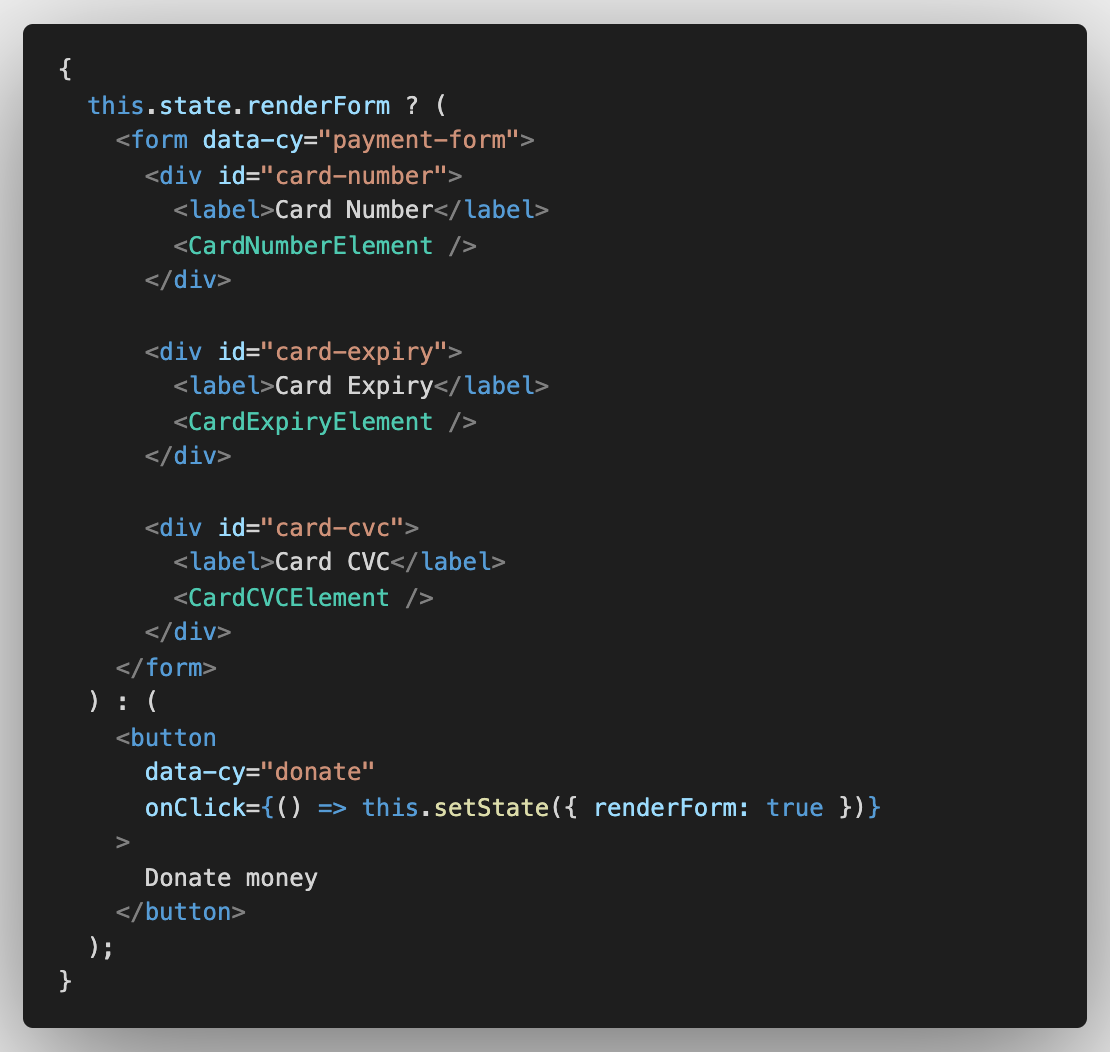 {
  this.state.renderForm ? (
    <form data-cy="payment-form">
      <div id="card-number">
        <label>Card Number</label>
        <CardNumberElement />
      </div>

      <div id="card-expiry">
        <label>Card Expiry</label>
        <CardExpiryElement />
      </div>

      <div id="card-cvc">
        <label>Card CVC</label>
        <CardCVCElement />
      </div>
    </form>
  ) : (
    <button
      data-cy="donate"
      onClick={() => this.setState({ renderForm: true })}
    >
      Donate money
    </button>
  );
}